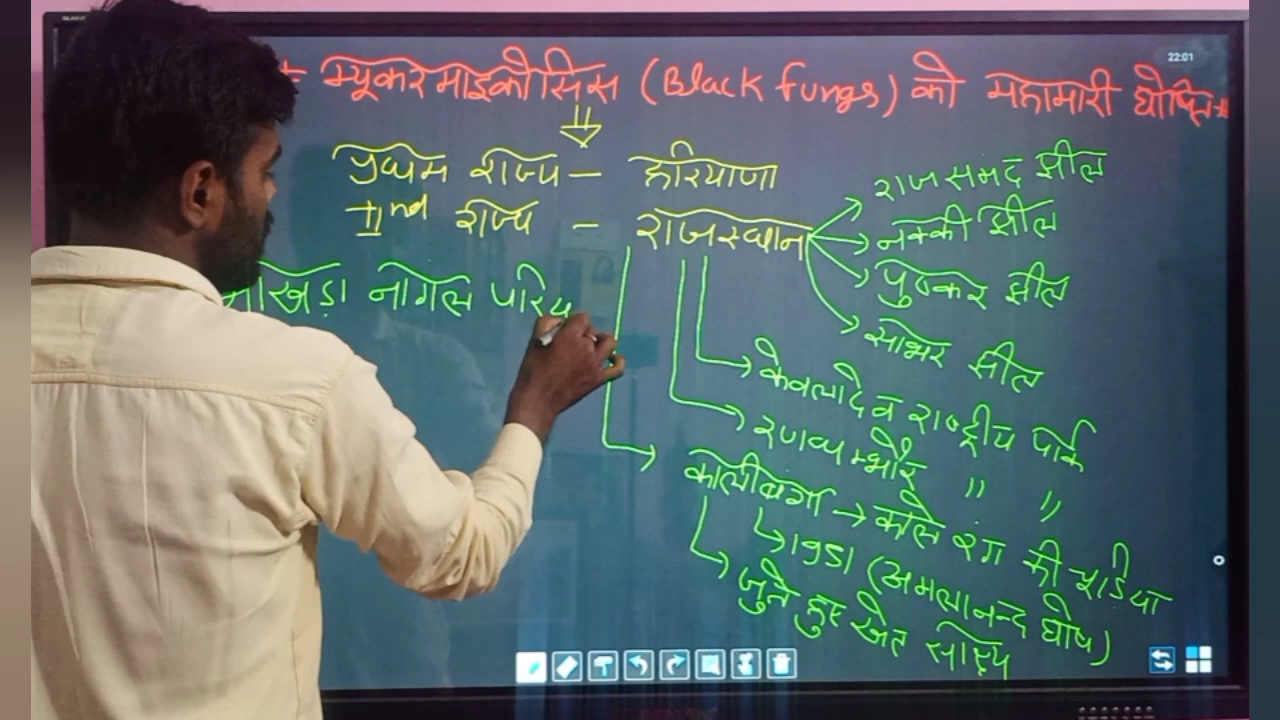 22:01
म्यूकरमाइकोसिस (Black fungs) को महामारी घोषित
प्रथम राज्य - हरियाणा
IInd राज्य - राजस्थान
राजसमंद झील
नक्की झील
पुष्कर झील
सांभर झील
भाखड़ा नांगल परिय
केवलादेव राष्ट्रीय पार्क
रणथम्भौर " "
कालीबंगा → काले रंग की चूडिया
1951 (अमलानन्द घोष)
जुते हुए खेत साक्ष्य